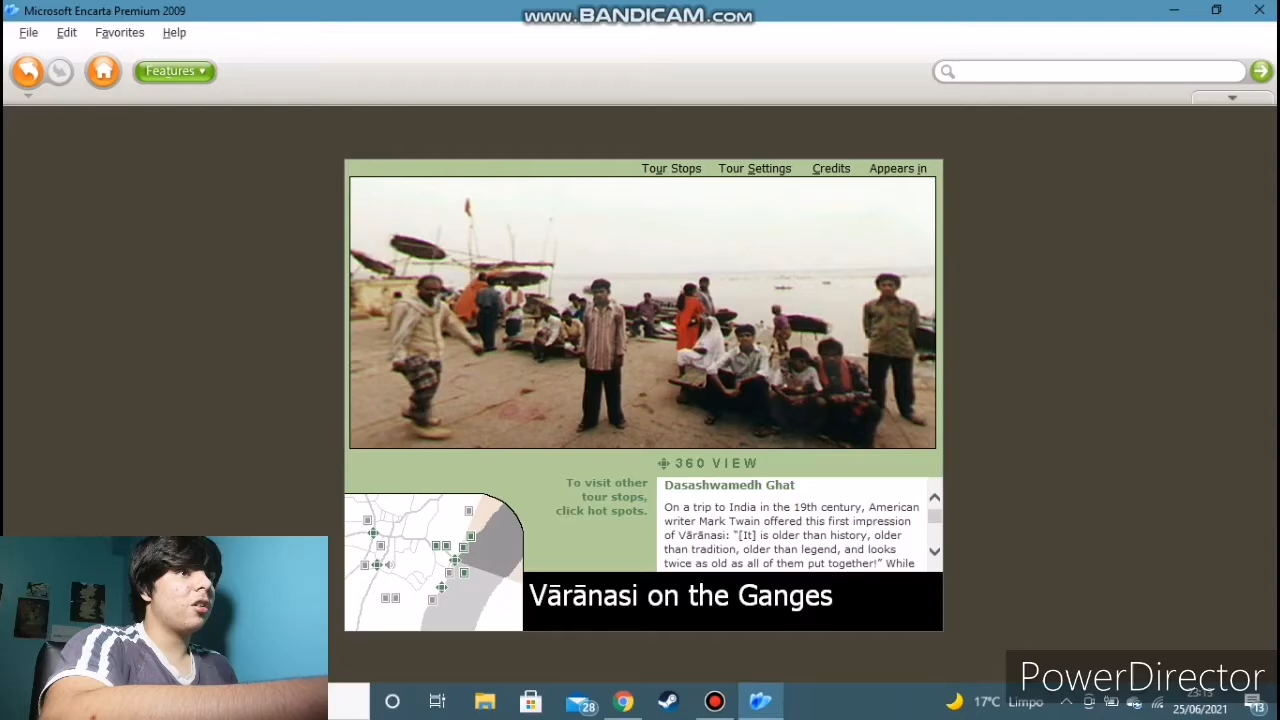 Microsoft Encarta Premium 2009
www.BANDICAM.com
File Edit Favorites Help
Features
Tour Stops Tour Settings Credits Appears in
360 VIEW
To visit other
tour stops,
click hot spots.
Dasashwamedh Ghat
On a trip to India in the 19th century, American
writer Mark Twain offered this first impression
of Vārānasi: “[It] is older than history, older
than tradition, older than legend, and looks
twice as old as all of them put together!” While
Vārānasi on the Ganges
PowerDirector
28
17°C Limpo
23:13
25/06/2021
13